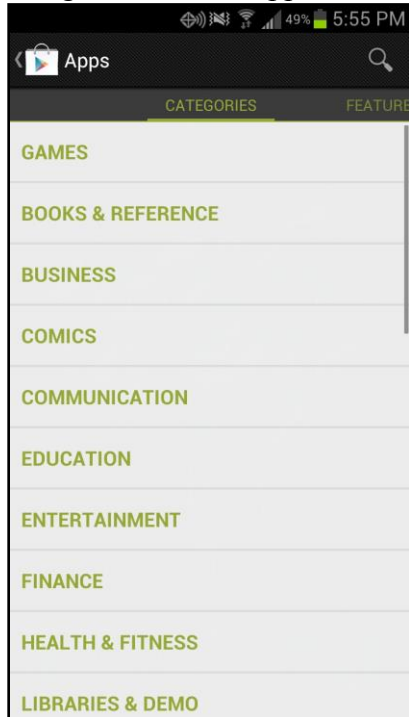 49% 5:55 PM
Apps
CATEGORIES FEATURE
GAMES
BOOKS & REFERENCE
BUSINESS
COMICS
COMMUNICATION
EDUCATION
ENTERTAINMENT
FINANCE
HEALTH & FITNESS
LIBRARIES & DEMO